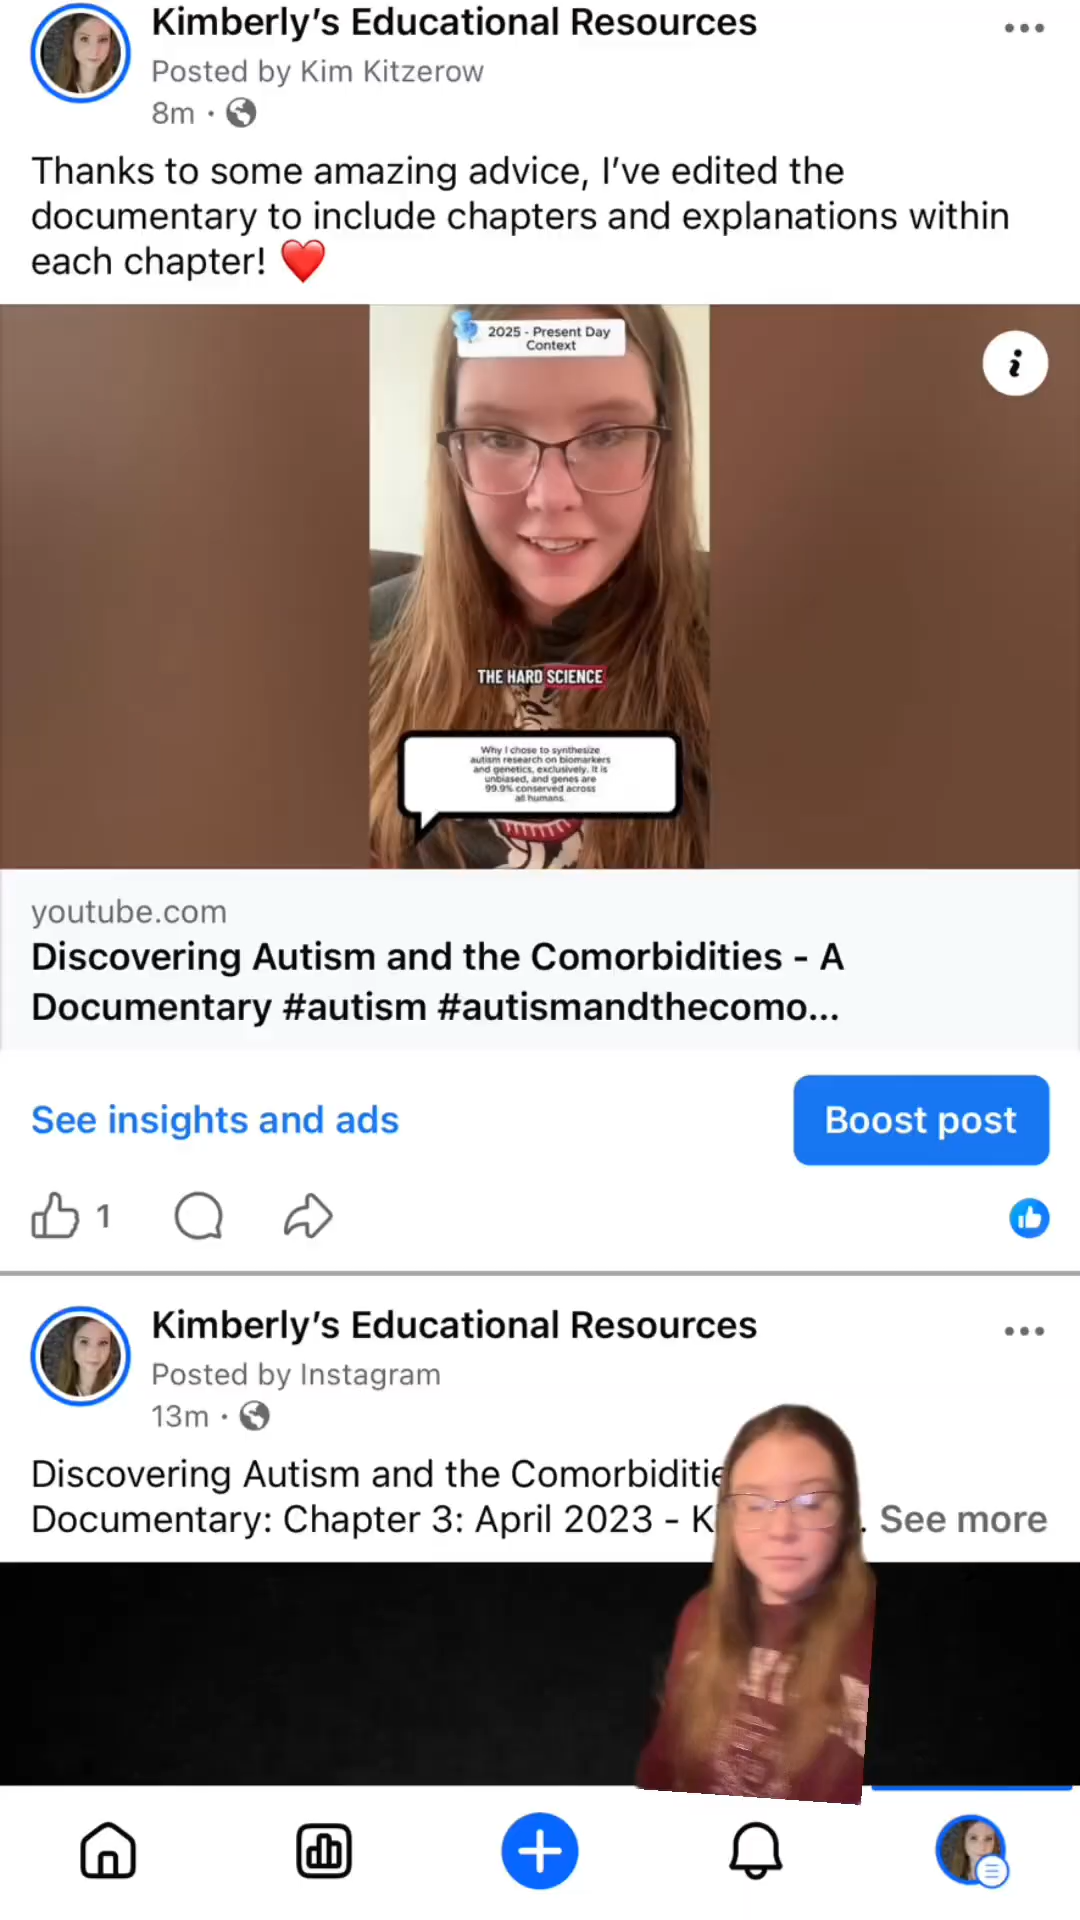 Kimberly’s Educational Resources
Posted by Kim Kitzerow
8m ·
Thanks to some amazing advice, I’ve edited the
documentary to include chapters and explanations within
each chapter! ❤️
2025 - Present Day
Context
THE HARD SCIENCE
Why I chose to synthesize
autism research on biomarkers
and genetics, exclusively. It is
unbiased, and genes are
99.9% conserved across
all humans.
youtube.com
Discovering Autism and the Comorbidities - A
Documentary #autism #autismandthecomo...
See insights and ads
Boost post
1
Kimberly’s Educational Resources
Posted by Instagram
13m ·
Discovering Autism and the Comorbiditie
Documentary: Chapter 3: April 2023 - K . See more